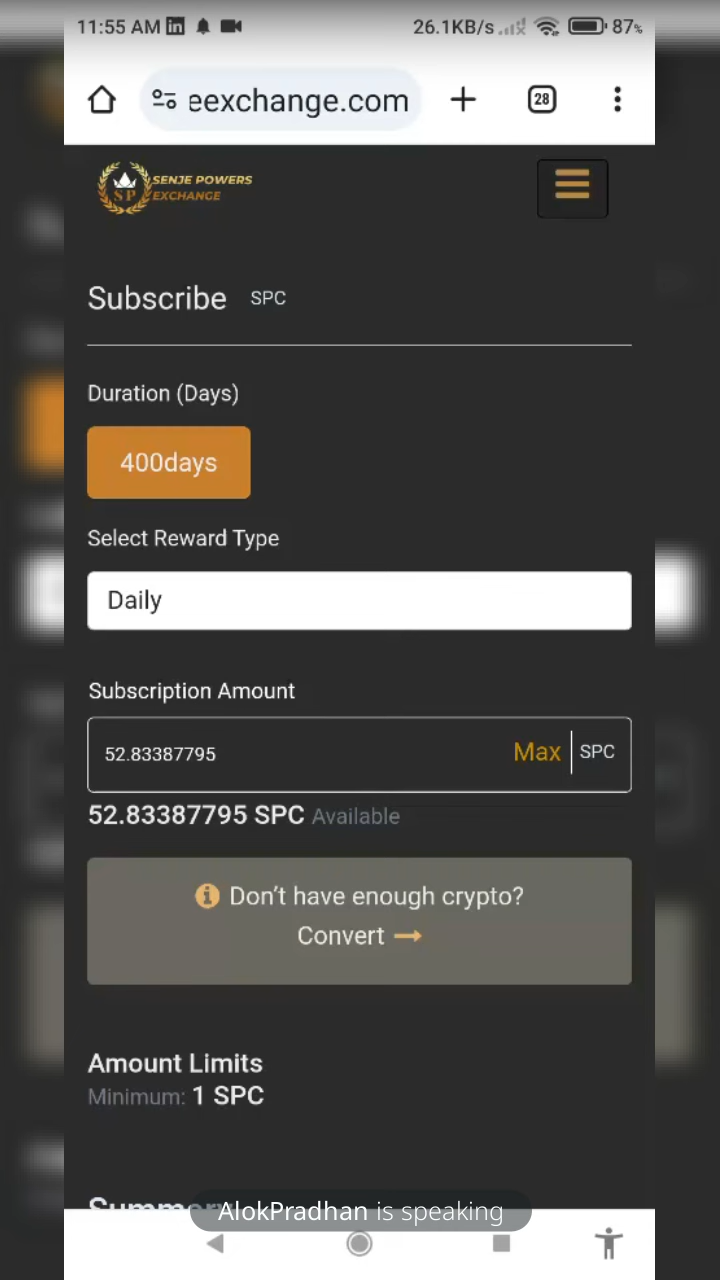 11:55 AM
26.1KB/s
87%
eexchange.com
28
SENJE POWERS
EXCHANGE
SP
Subscribe SPC
Duration (Days)
400days
Select Reward Type
Daily
Subscription Amount
52.83387795 Max SPC
52.83387795 SPC Available
Don't have enough crypto?
Convert →
Amount Limits
Minimum: 1 SPC
Summary
AlokPradhan is speaking